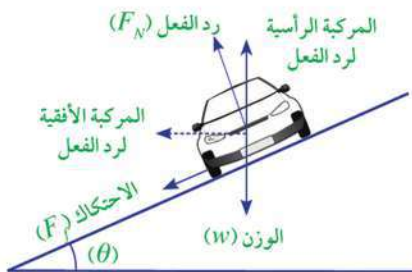 المركبة الرأسية
لرد الفعل
رد الفعل (F_N)
المركبة الأفقية
لرد الفعل
الاحتكاك (F)
الوزن (w)
(θ)